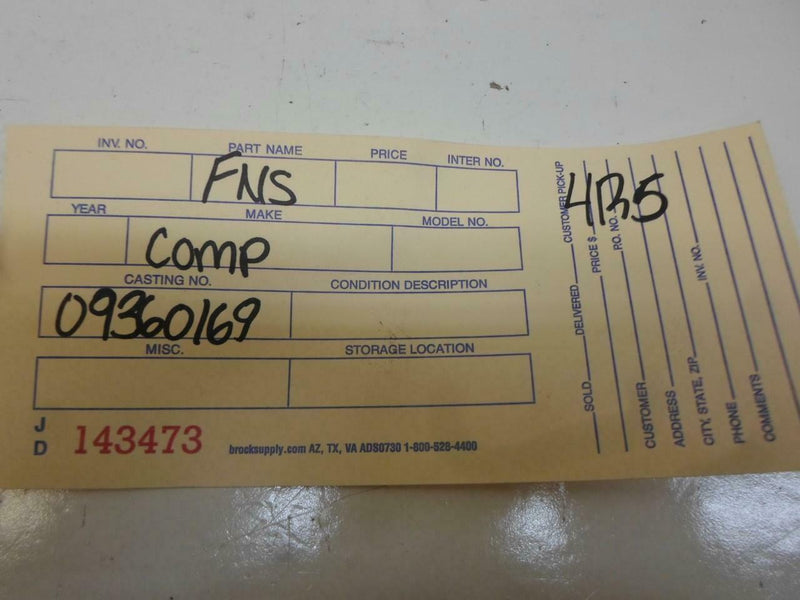 INV. NO. PART NAME PRICE INTER NO.
FNS
YEAR MAKE MODEL NO.
Comp
CASTING NO. CONDITION DESCRIPTION
09360169
MISC. STORAGE LOCATION
J D 143473 brocksupply.com AZ, TX, VA ADS0730 1-800-528-4400
SOLD DELIVERED CUSTOMER PICK-UP
PRICE $
P.O. NO.
CUSTOMER
ADDRESS
CITY, STATE, ZIP INV. NO.
PHONE
COMMENTS